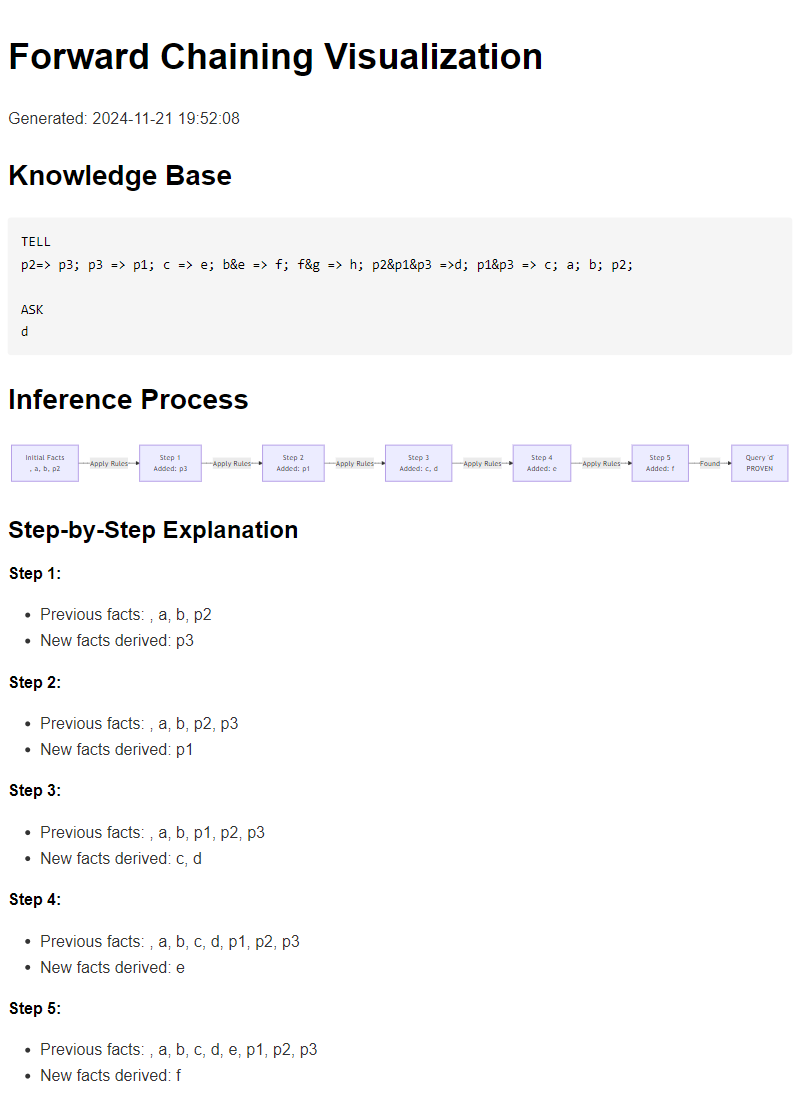 Forward Chaining Visualization
Generated: 2024-11-21 19:52:08
Knowledge Base
TELL
p2=> p3; p3 => p1; c => e; b&e => f; f&g => h; p2&p1&p3 =>d; p1&p3 => c; a; b; p2;
ASK
d
Inference Process
Initial Facts
, a, b, p2
Apply Rules
Step 1
Added: p3
Apply Rules
Step 2
Added: p1
Apply Rules
Step 3
Added: c, d
Apply Rules
Step 4
Added: e
Apply Rules
Step 5
Added: f
Found
Query 'd'
PROVEN
Step-by-Step Explanation
Step 1:
• Previous facts: , a, b, p2
• New facts derived: p3
Step 2:
• Previous facts: , a, b, p2, p3
• New facts derived: p1
Step 3:
• Previous facts: , a, b, p1, p2, p3
• New facts derived: c, d
Step 4:
• Previous facts: , a, b, c, d, p1, p2, p3
• New facts derived: e
Step 5:
• Previous facts: , a, b, c, d, e, p1, p2, p3
• New facts derived: f